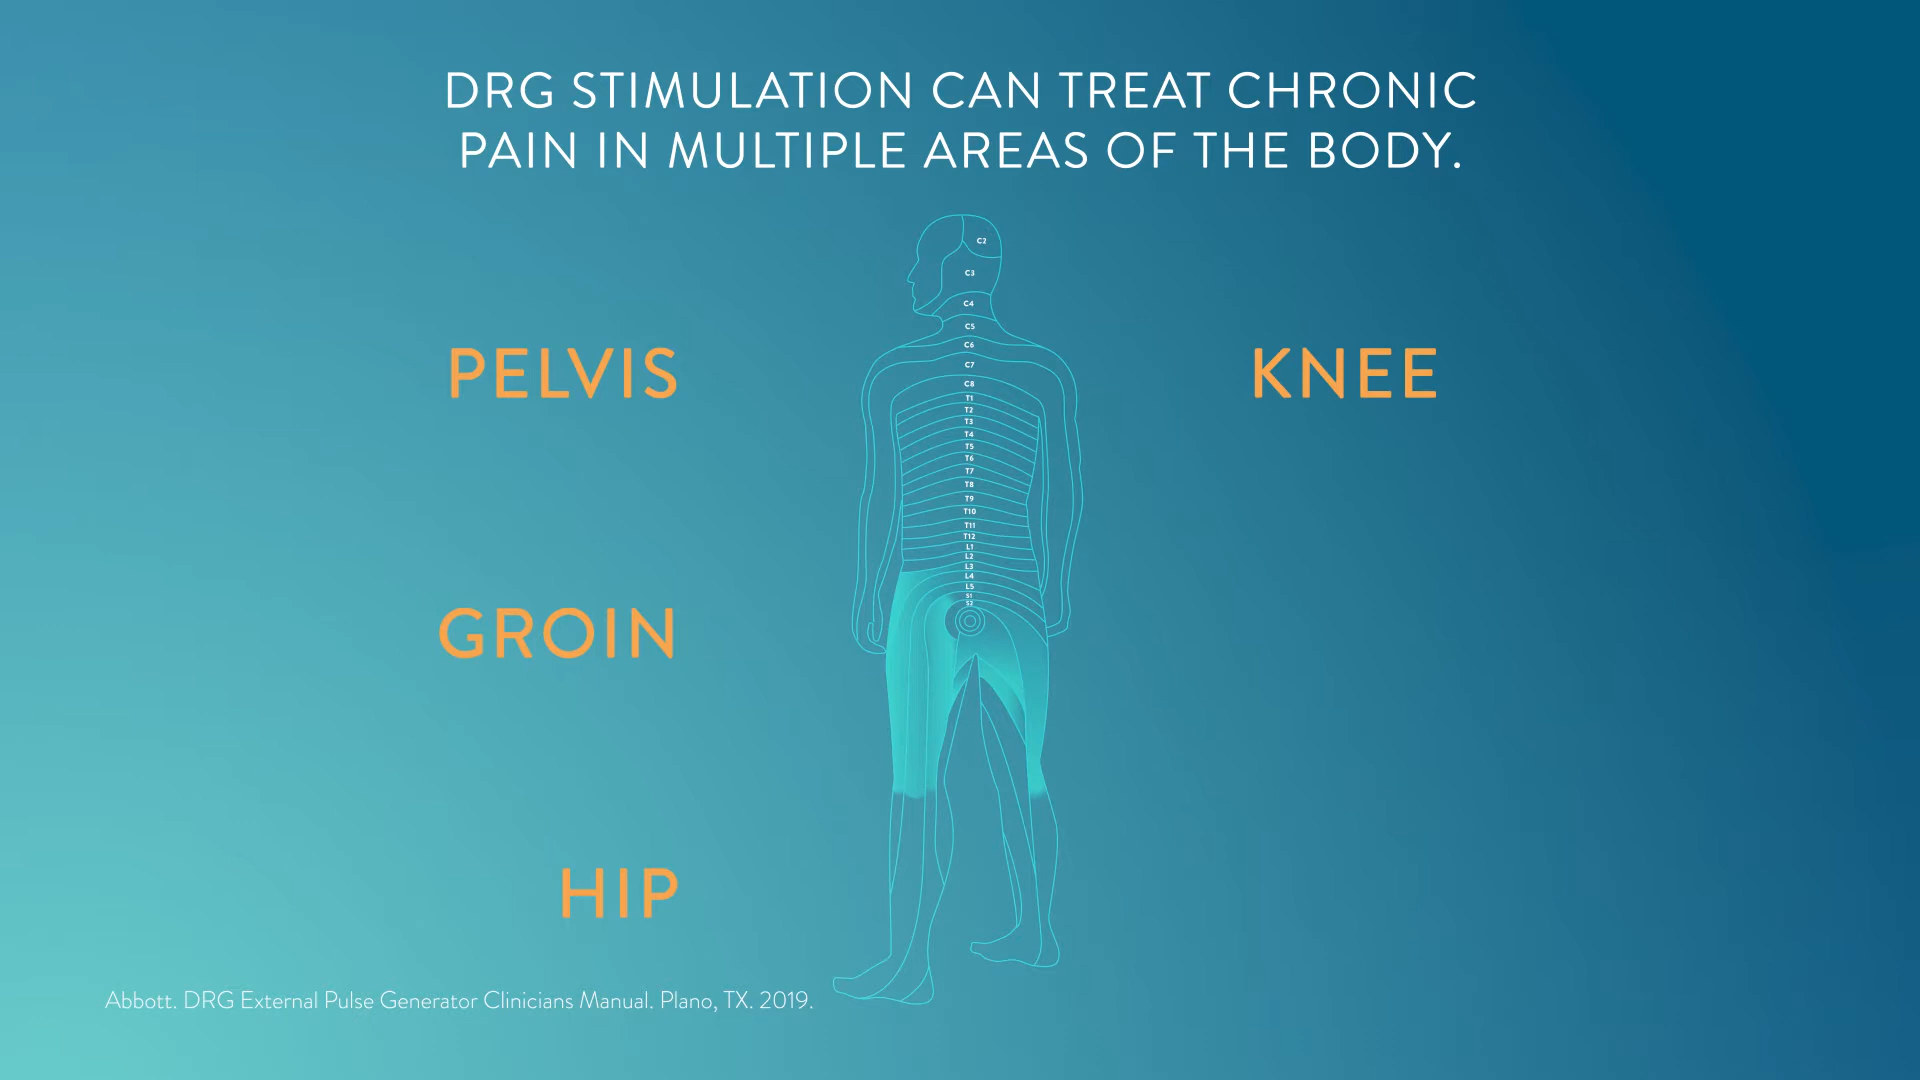 DRG STIMULATION CAN TREAT CHRONIC
PAIN IN MULTIPLE AREAS OF THE BODY.
C2
C3
C4
C5
C6
C7
C8
T1
T2
T3
T4
T5
T6
T7
T8
T9
T10
T11
T12
L1
L2
L3
L4
L5
S1
S2
PELVIS
KNEE
GROIN
HIP
Abbott. DRG External Pulse Generator Clinicians Manual. Plano, TX. 2019.